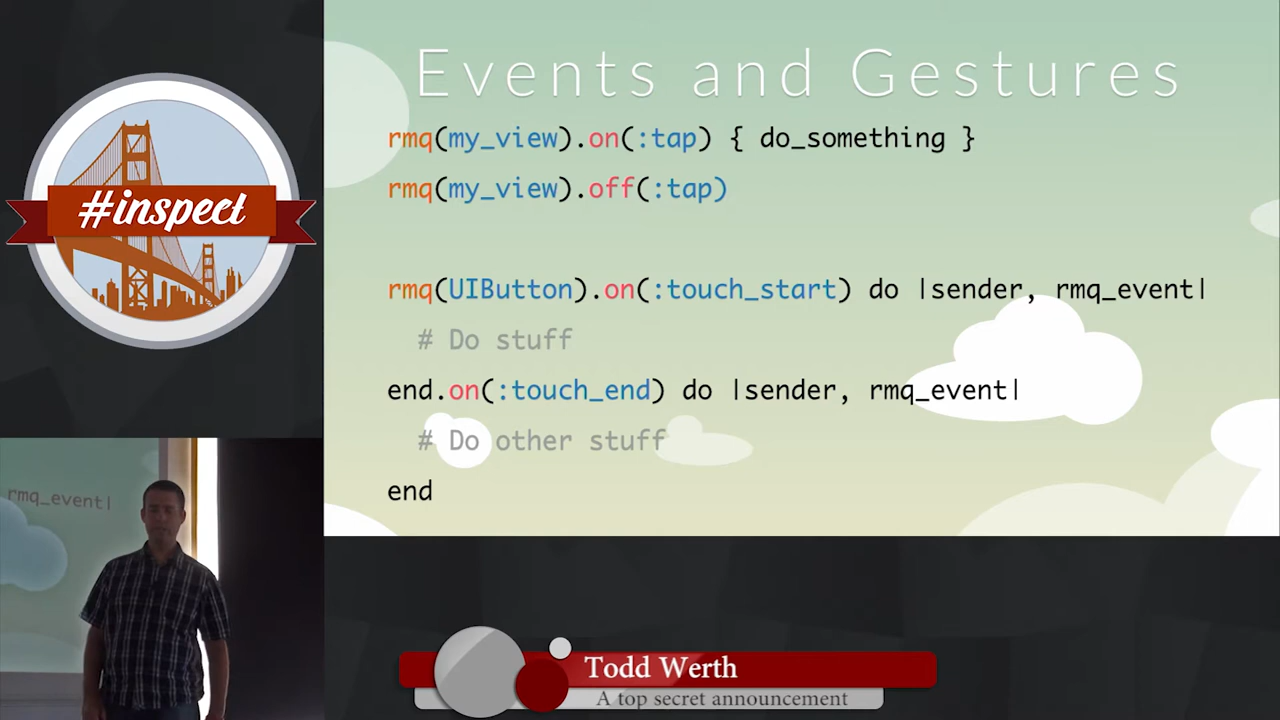 #inspect
Events and Gestures
rmq(my_view).on(:tap) { do_something }
rmq(my_view).off(:tap)
rmq(UIButton).on(:touch_start) do |sender, rmq_event|
# Do stuff
end.on(:touch_end) do |sender, rmq_event|
# Do other stuff
end
rmq_event|
Todd Werth
A top secret announcement